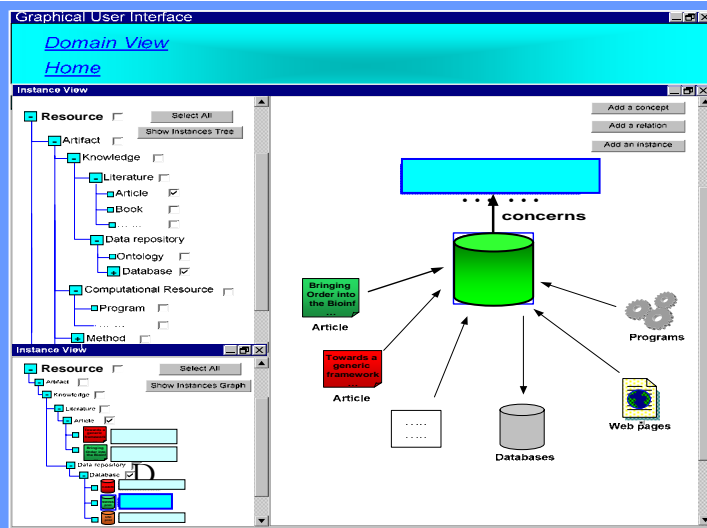 Graphical User Interface
Domain View
Home
Instance View
Resource
Select All
Show Instances Tree
Artifact
Knowledge
Literature
Article
Book
... ...
Data repository
Ontology
Database
Computational Resource
Program
... ...
Method
Instance View
Resource
Select All
Show Instances Graph
Artifact
Knowledge
Literature
Article
Data repository
D
Database
Add a concept
Add a relation
Add an instance
... ...
concerns
Bringing
Order into
the Bioinf
...
Article
Towards a
generic
framework
Article
.....
.....
Databases
Web pages
Programs